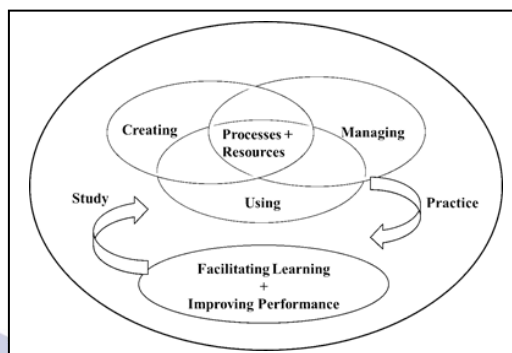 Creating
Processes +
Resources
Managing
Using
Study
Practice
Facilitating Learning
+
Improving Performance